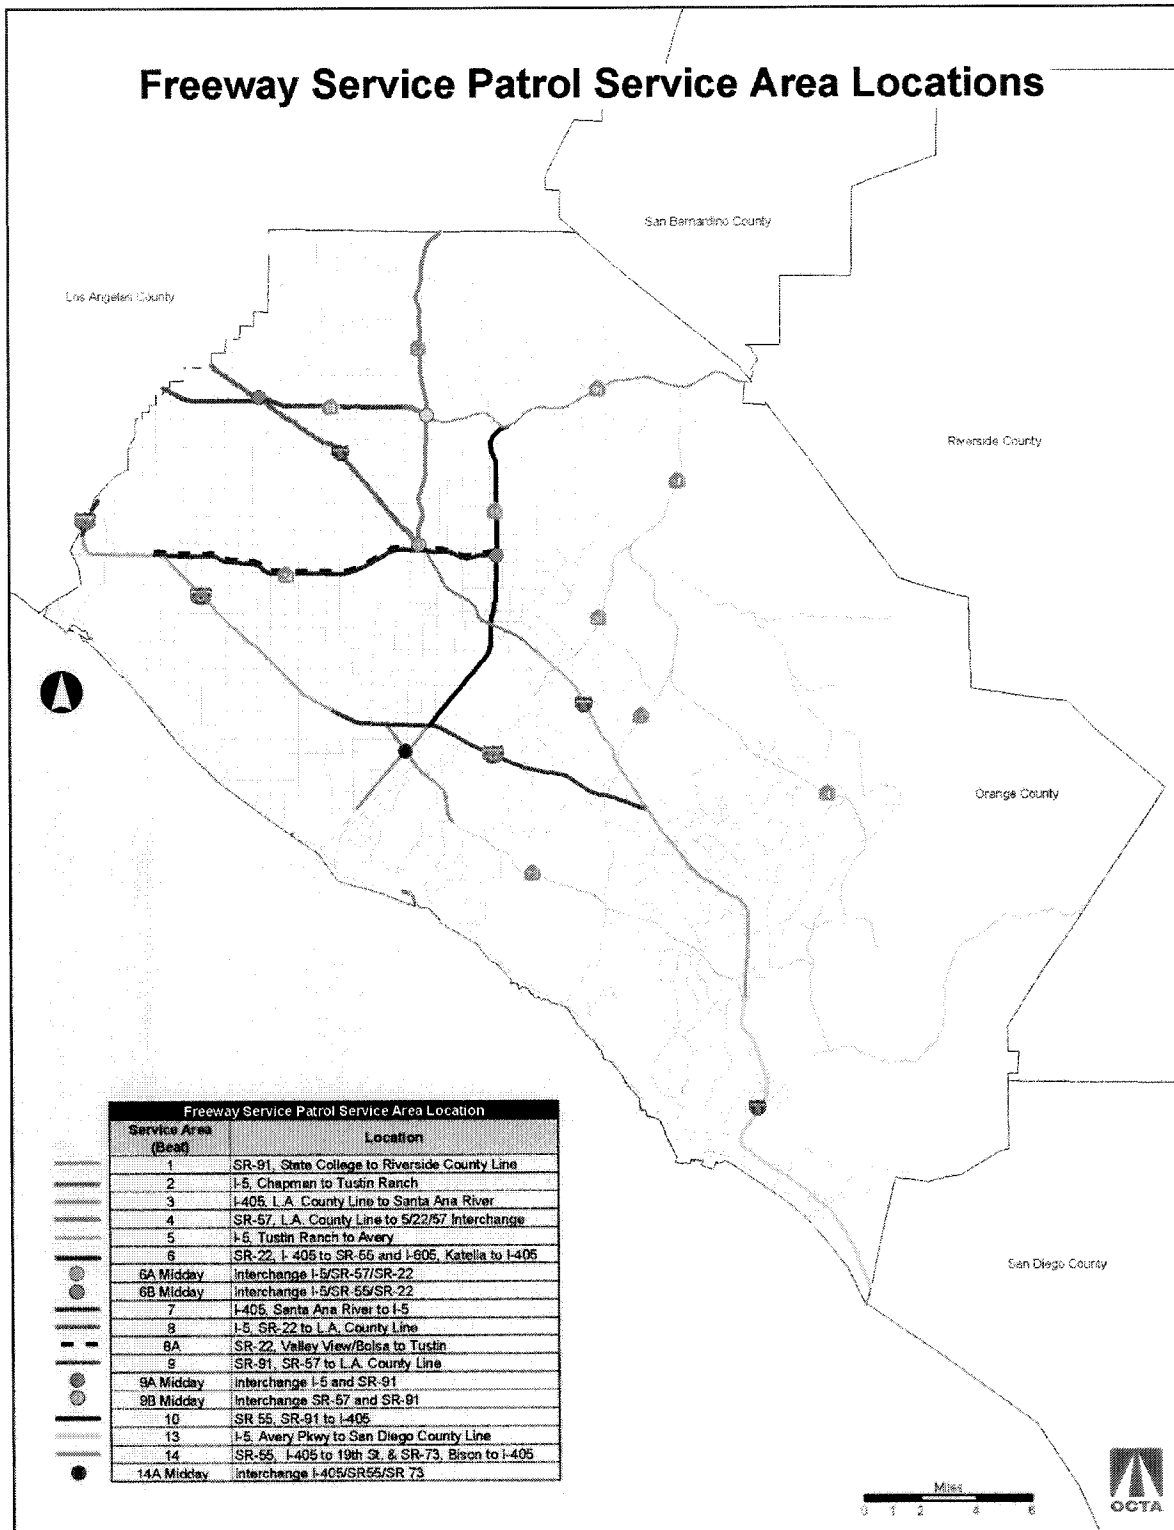 Freeway Service Patrol Service Area Locations
San Bernardino County
Los Angeles County
Riverside County
Orange County
San Diego County
Freeway Service Patrol Service Area Location
Service Area (Beat) Location
1 SR-91, State College to Riverside County Line
2 I-5, Chapman to Tustin Ranch
3 I-405, L.A. County Line to Santa Ana River
4 SR-57, L.A. County Line to 5/22/57 Interchange
5 I-5, Tustin Ranch to Avery
6 SR-22, I- 405 to SR-55 and I-605, Katella to I-405
6A Midday Interchange I-5/SR-57/SR-22
6B Midday Interchange I-5/SR-55/SR-22
7 I-405, Santa Ana River to I-5
8 I-5, SR-22 to L.A. County Line
8A SR-22, Valley View/Bolsa to Tustin
9 SR-91, SR-57 to L.A. County Line
9A Midday Interchange I-5 and SR-91
9B Midday Interchange SR-57 and SR-91
10 SR 55, SR-91 to I-405
13 I-5, Avery Pkwy to San Diego County Line
14 SR-55, I-405 to 19th St. & SR-73, Bison to I-405
14A Midday Interchange I-405/SR55/SR 73
Miles
0 1 2 4 6
OCTA